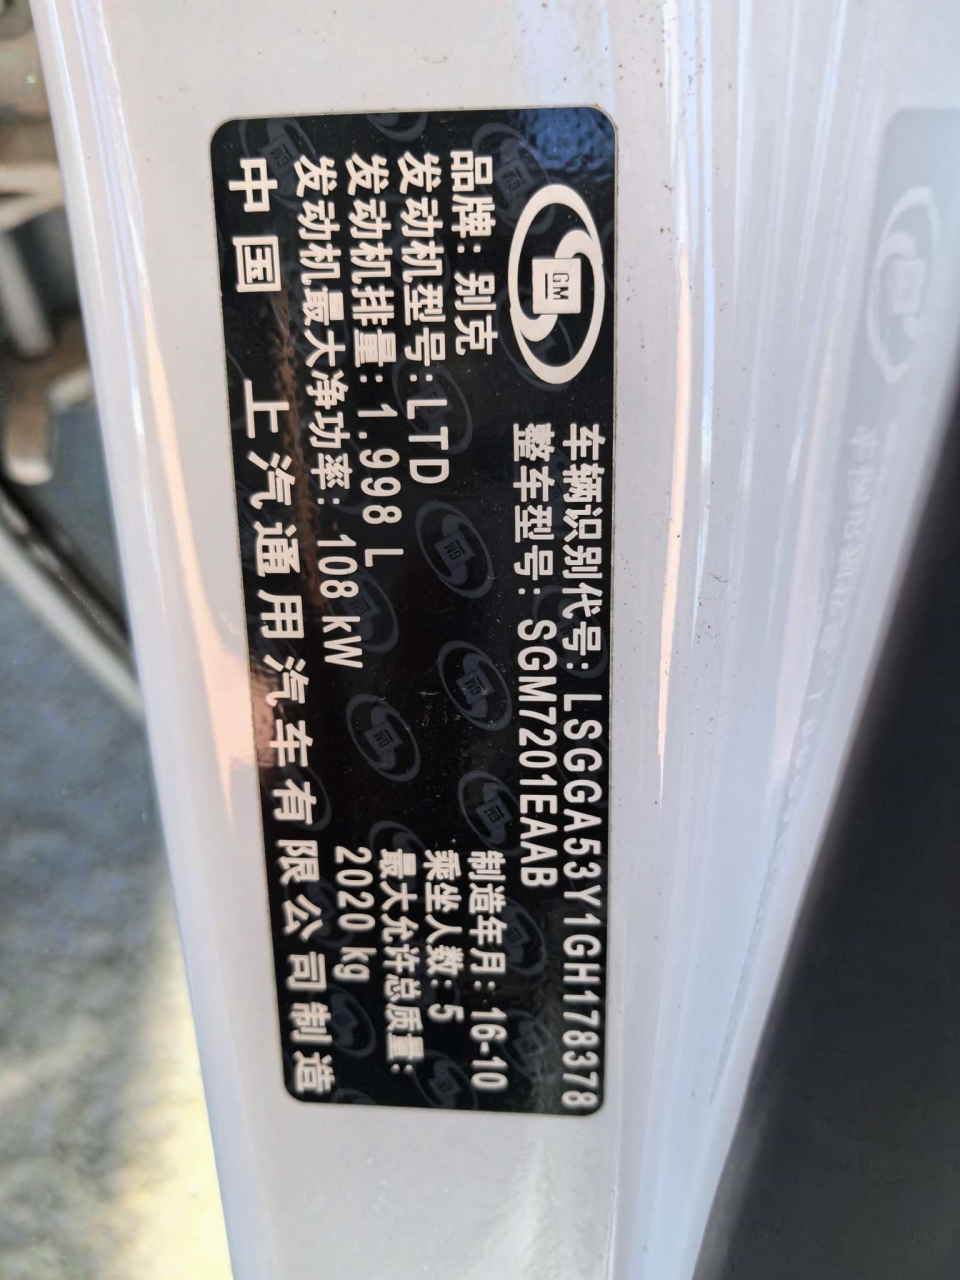 GM
车辆识别代号: LSGGA53Y1GH178378
整车型号: SGM7201EAAB
品牌: 别克
制造年月: 16-10
发动机型号: LTD
乘坐人数: 5
发动机排量: 1.998 L
最大允许总质量:
2020 kg
发动机最大净功率: 108 kW
中国 上汽通用汽车有限公司制造